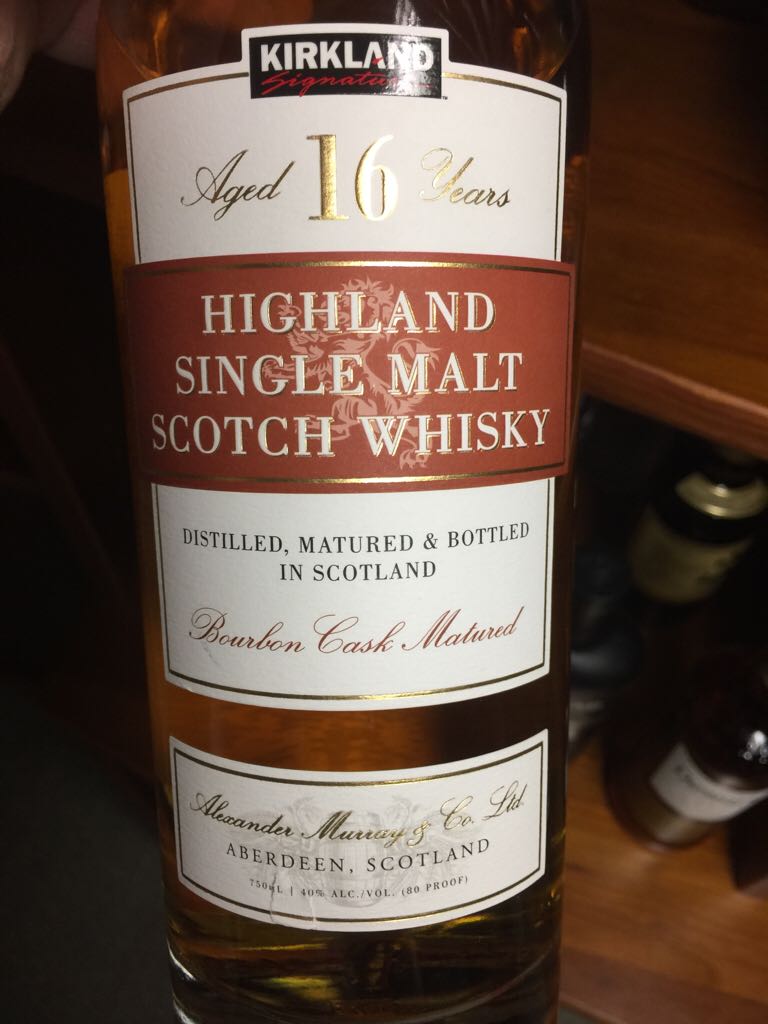 KIRKLAND
Signature
Aged 16 Years
HIGHLAND
SINGLE MALT
SCOTCH WHISKY
DISTILLED, MATURED & BOTTLED
IN SCOTLAND
Bourbon Cask Matured
Alexander Murray & Co. Ltd.
ABERDEEN, SCOTLAND
750mL | 40% ALC./VOL. (80 PROOF)